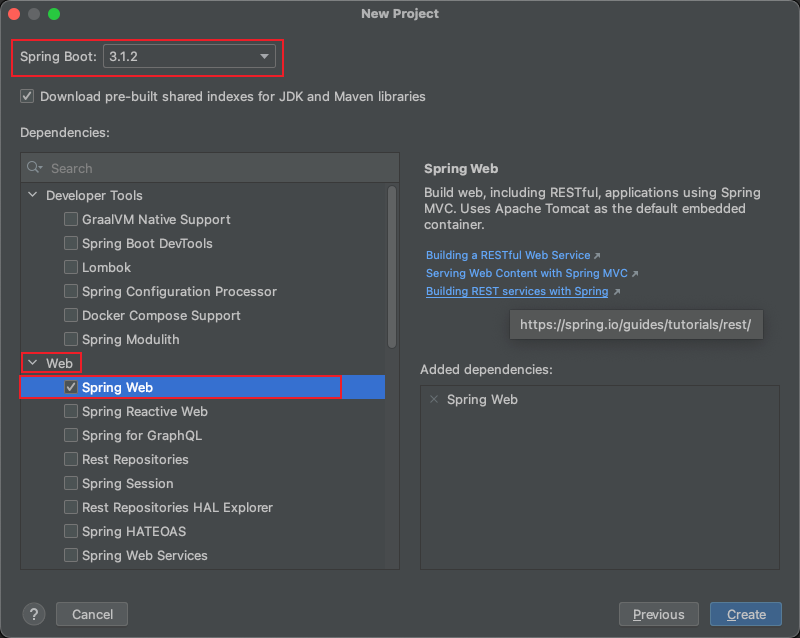 New Project
Spring Boot: 3.1.2
Download pre-built shared indexes for JDK and Maven libraries
Dependencies:
Search
Developer Tools
GraalVM Native Support
Spring Boot DevTools
Lombok
Spring Configuration Processor
Docker Compose Support
Spring Modulith
Web
Spring Web
Spring Reactive Web
Spring for GraphQL
Rest Repositories
Spring Session
Rest Repositories HAL Explorer
Spring HATEOAS
Spring Web Services
Spring Web
Build web, including RESTful, applications using Spring
MVC. Uses Apache Tomcat as the default embedded
container.
Building a RESTful Web Service ↗
Serving Web Content with Spring MVC ↗
Building REST services with Spring ↗
https://spring.io/guides/tutorials/rest/
Added dependencies:
× Spring Web
? Cancel
Previous
Create